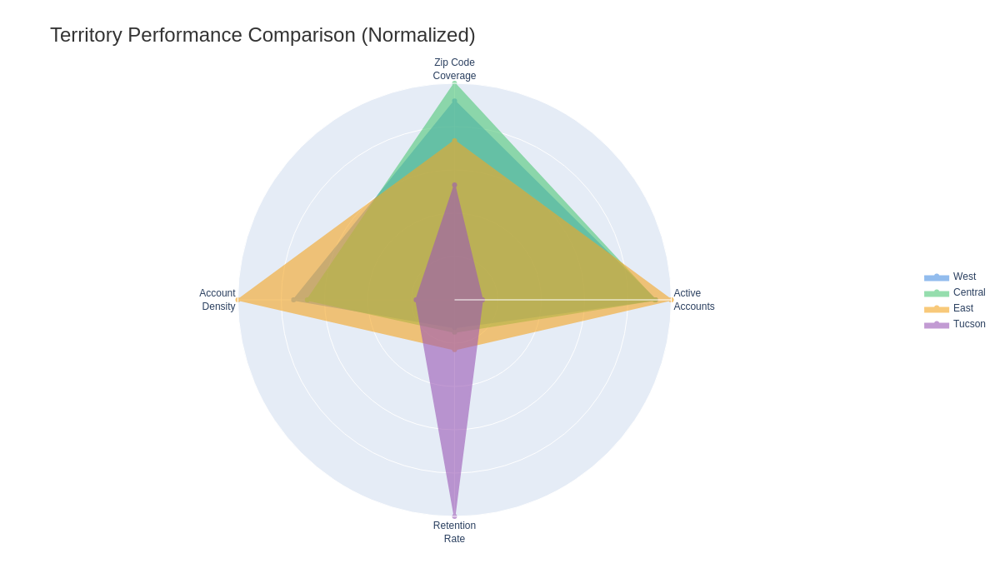 Territory Performance Comparison (Normalized)
Zip Code
Coverage
Account
Density
Active
Accounts
Retention
Rate
West
Central
East
Tucson